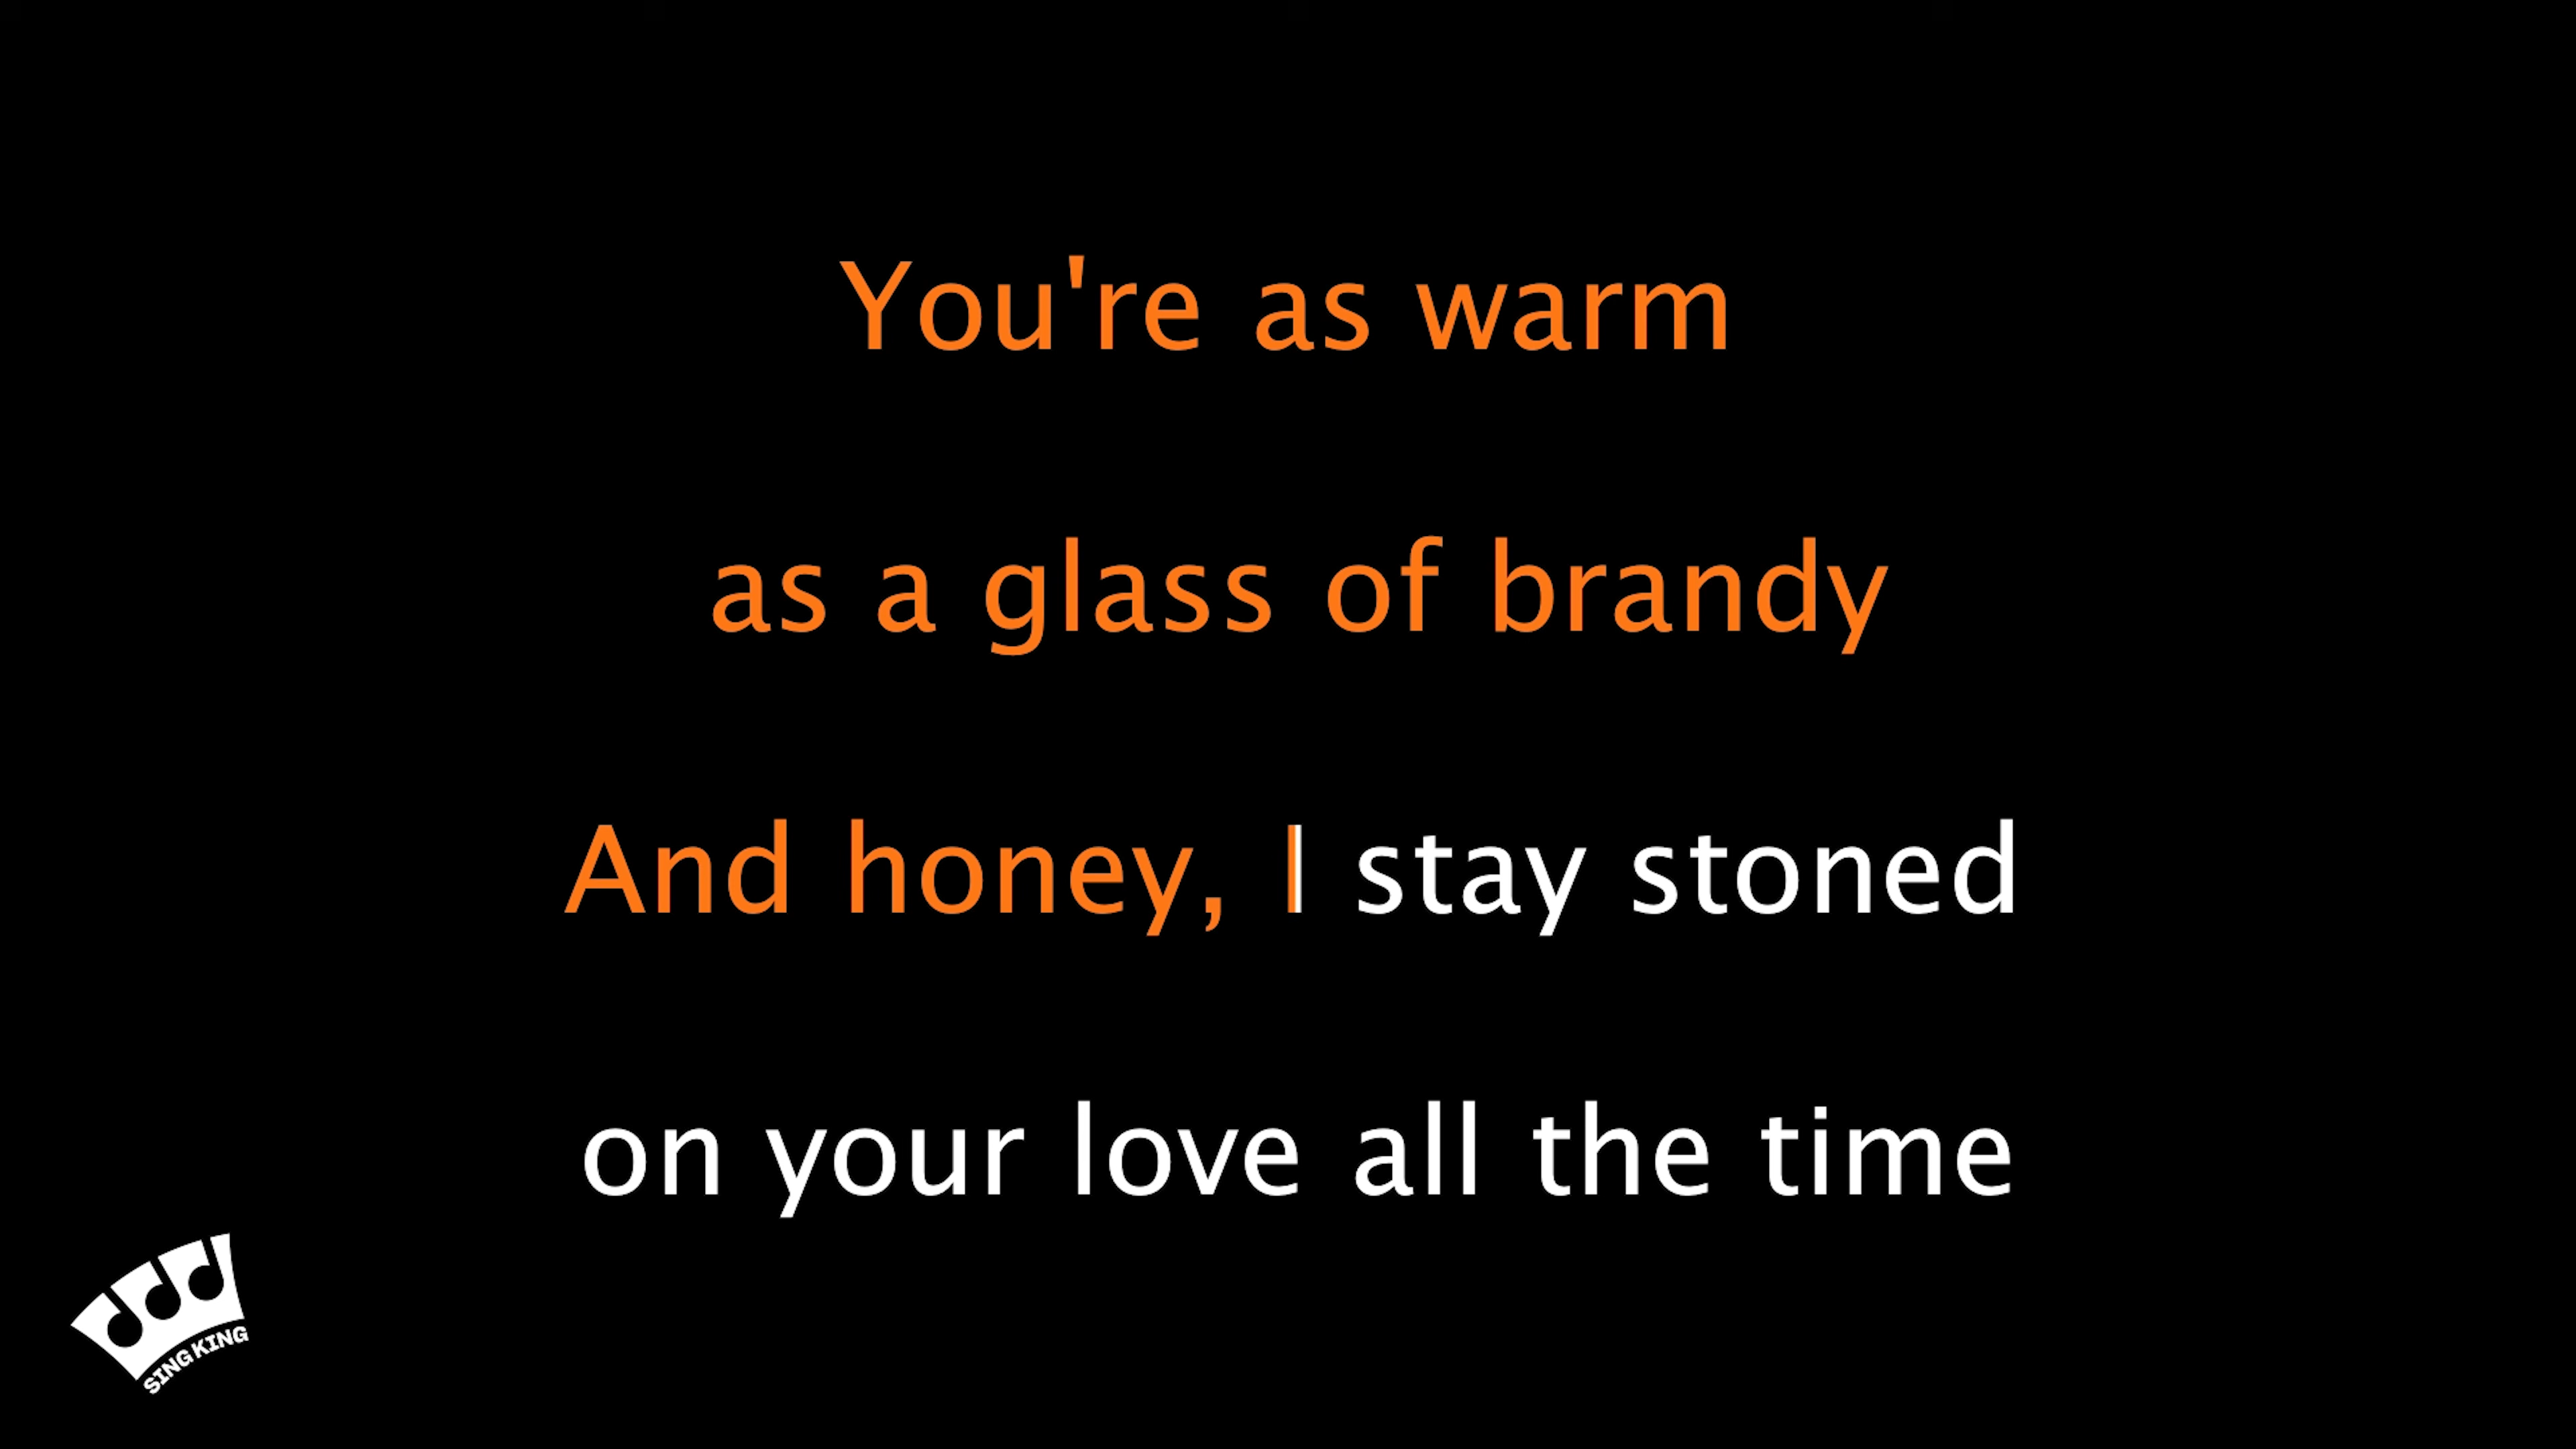 You're as warm
as a glass of brandy
And honey, I stay stoned
on your love all the time
SING KING